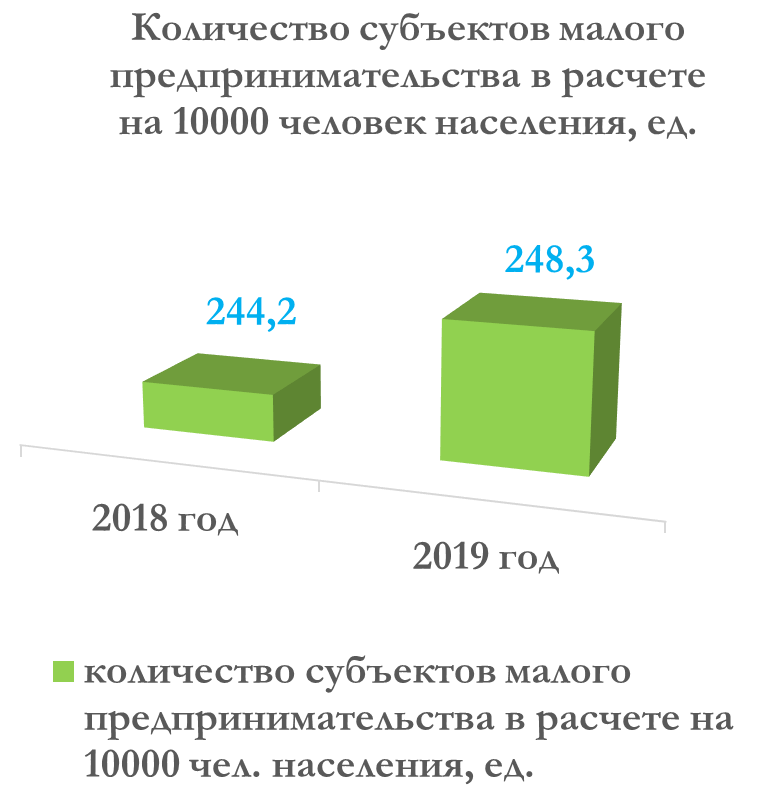 Количество субъектов малого
предпринимательства в расчете
на 10000 человек населения, ед.
248,3
244,2
2018 год
2019 год
количество субъектов малого
предпринимательства в расчете на
10000 чел. населения, ед.